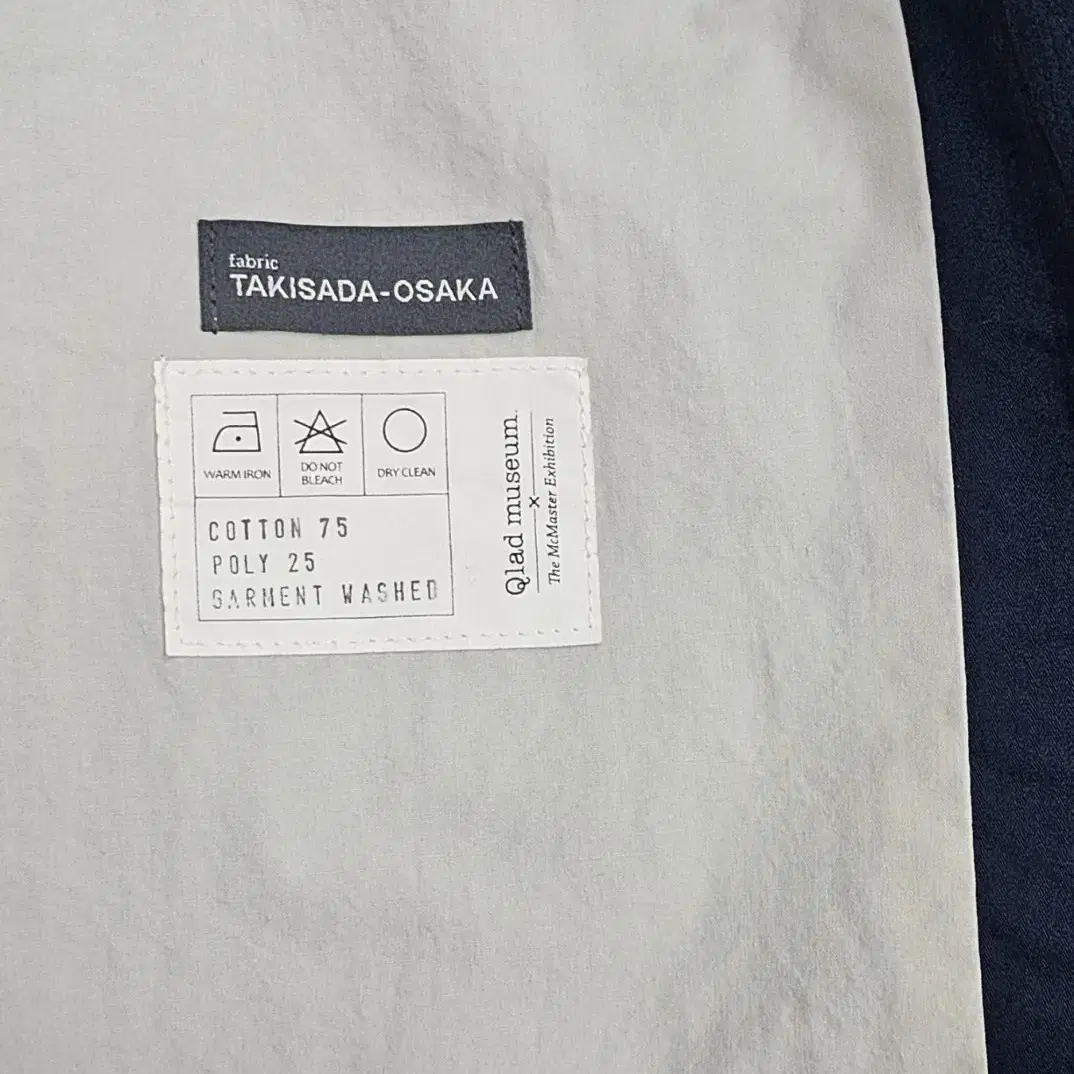 fabric
TAKISADA-OSAKA
WARM IRON
DO NOT
BLEACH
DRY CLEAN
COTTON 75
POLY 25
GARMENT WASHED
Qlad museum.
×
The McMaster Exhibition